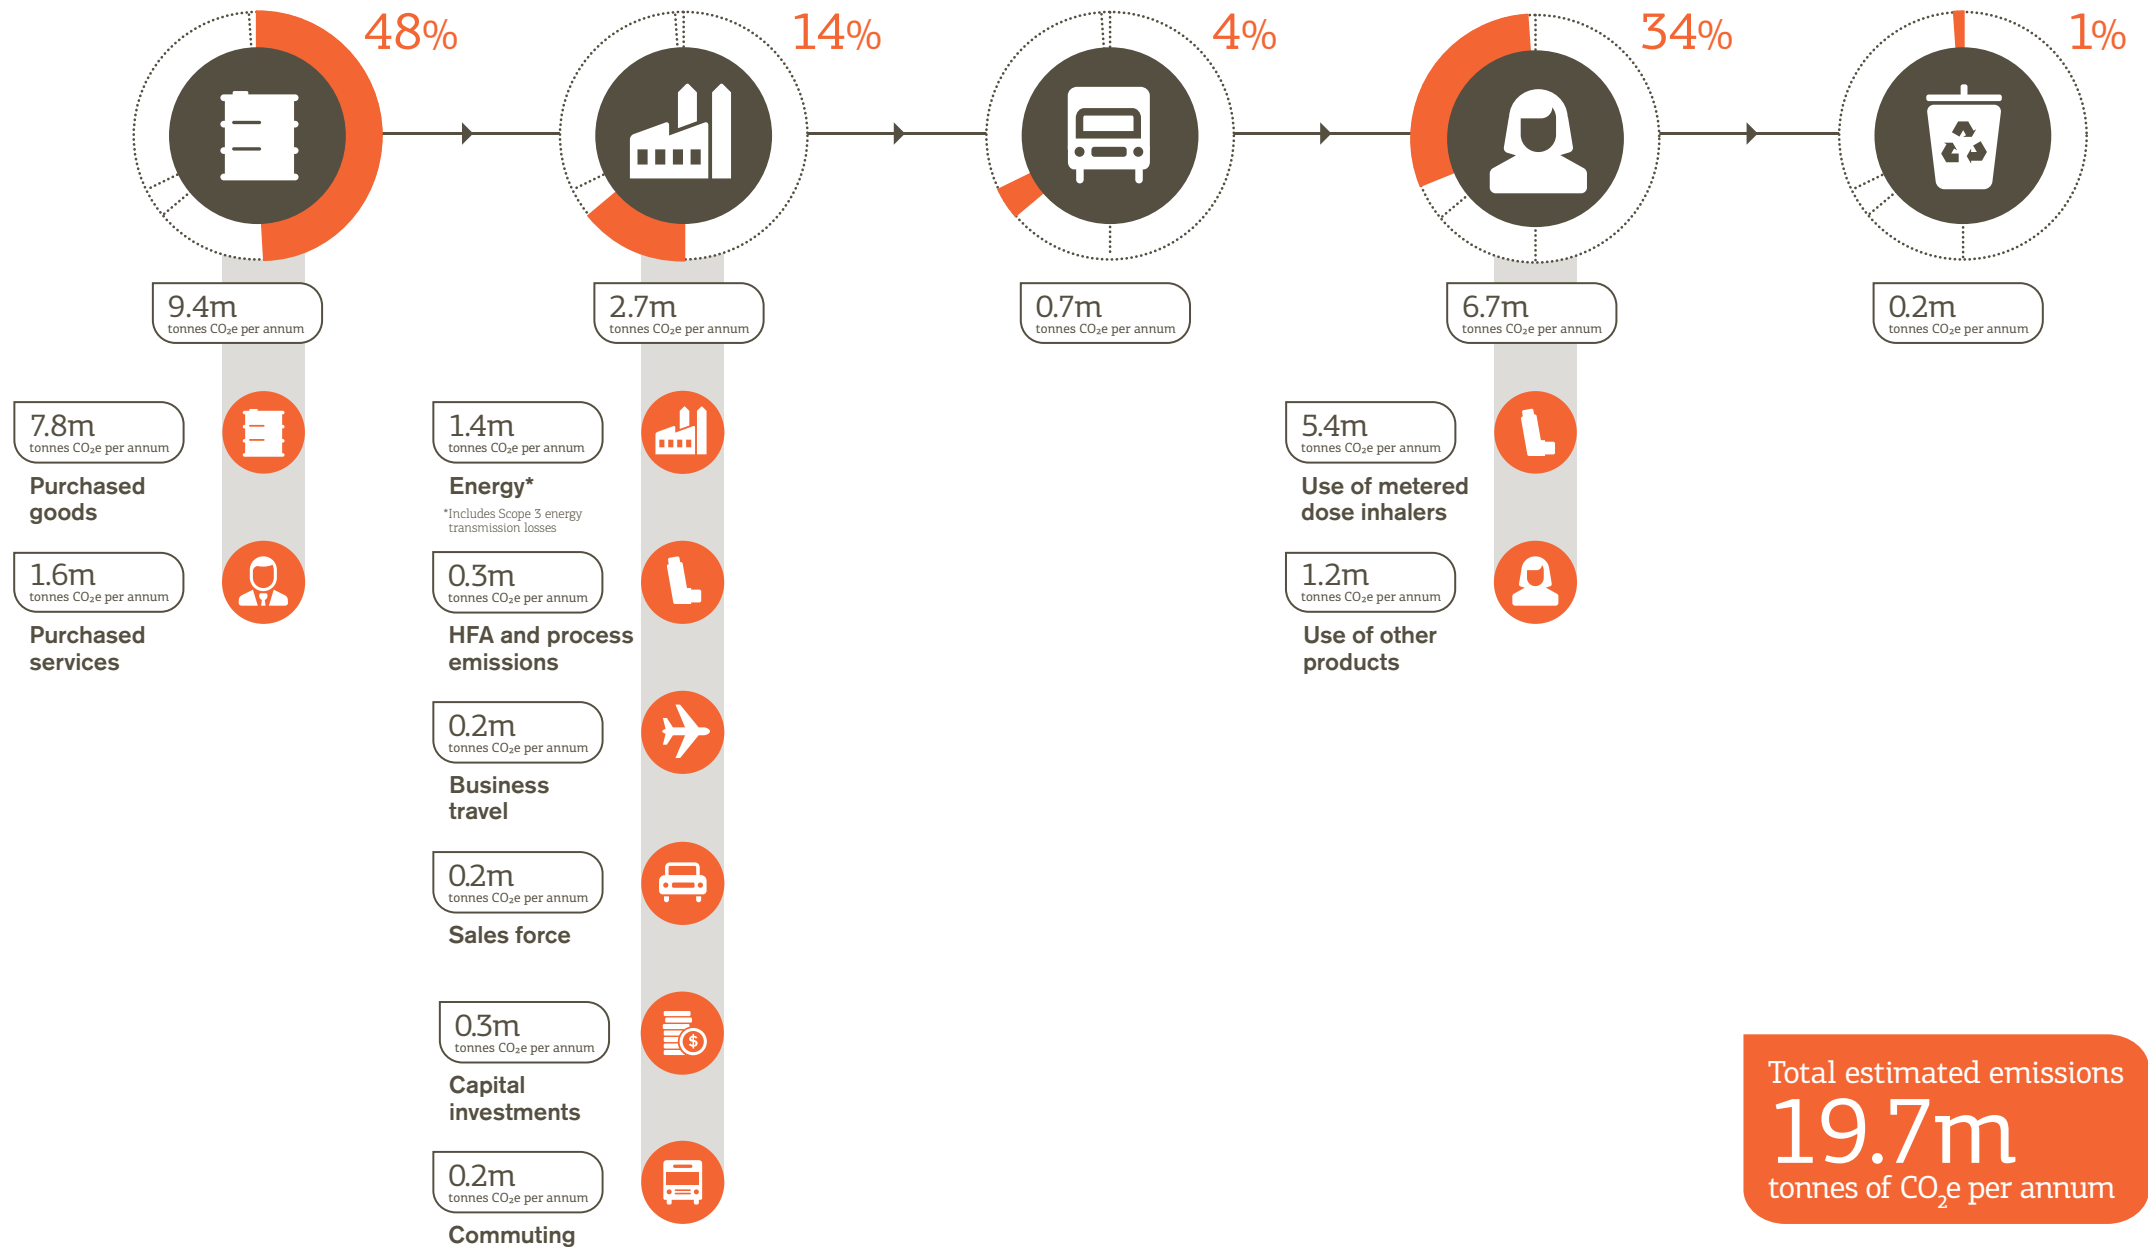 48%
14%
4%
34%
1%
9.4m
tonnes CO₂e per annum
2.7m
tonnes CO₂e per annum
0.7m
tonnes CO₂e per annum
6.7m
tonnes CO₂e per annum
0.2m
tonnes CO₂e per annum
7.8m
tonnes CO₂e per annum
Purchased
goods
1.6m
tonnes CO₂e per annum
Purchased
services
1.4m
tonnes CO₂e per annum
Energy*
*Includes Scope 3 energy
transmission losses
0.3m
tonnes CO₂e per annum
HFA and process
emissions
0.2m
tonnes CO₂e per annum
Business
travel
0.2m
tonnes CO₂e per annum
Sales force
0.3m
tonnes CO₂e per annum
$
Capital
investments
0.2m
tonnes CO₂e per annum
Commuting
5.4m
tonnes CO₂e per annum
Use of metered
dose inhalers
1.2m
tonnes CO₂e per annum
Use of other
products
Total estimated emissions
19.7m
tonnes of CO₂e per annum